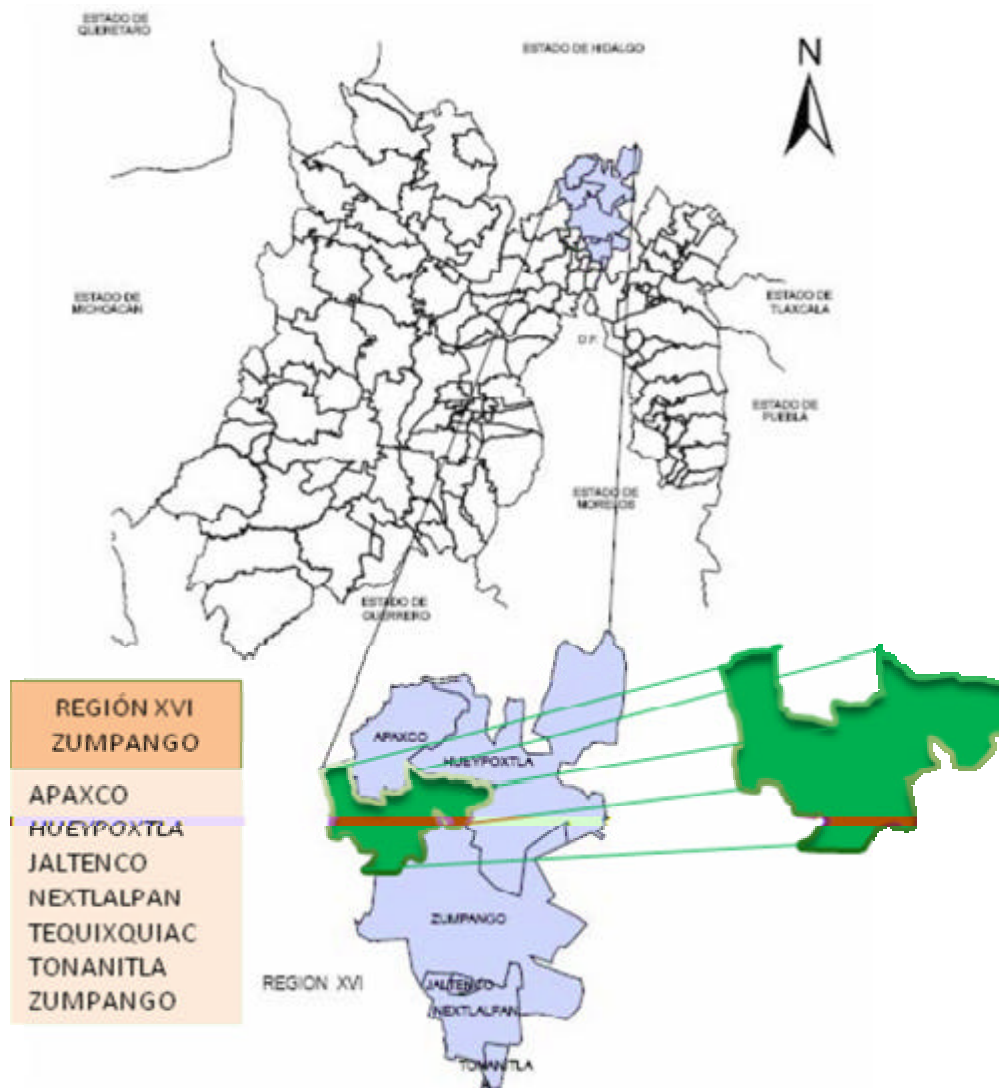 ESTADO DE
QUERETARO
ESTADO DE HIDALGO
N
ESTADO DE
MICHOACAN
ESTADO DE
TLAXCALA
D.F.
ESTADO DE
PUEBLA
ESTADO DE
MORELOS
ESTADO DE
GUERRERO
REGIÓN XVI
ZUMPANGO
APAXCO
HUEYPOXTLA
JALTENCO
NEXTLALPAN
TEQUIXQUIAC
TONANITLA
ZUMPANGO
APAXCO
HUEYPOXTLA
ZUMPANGO
REGION XVI
JALTENCO
NEXTLALPAN
TONANITLA